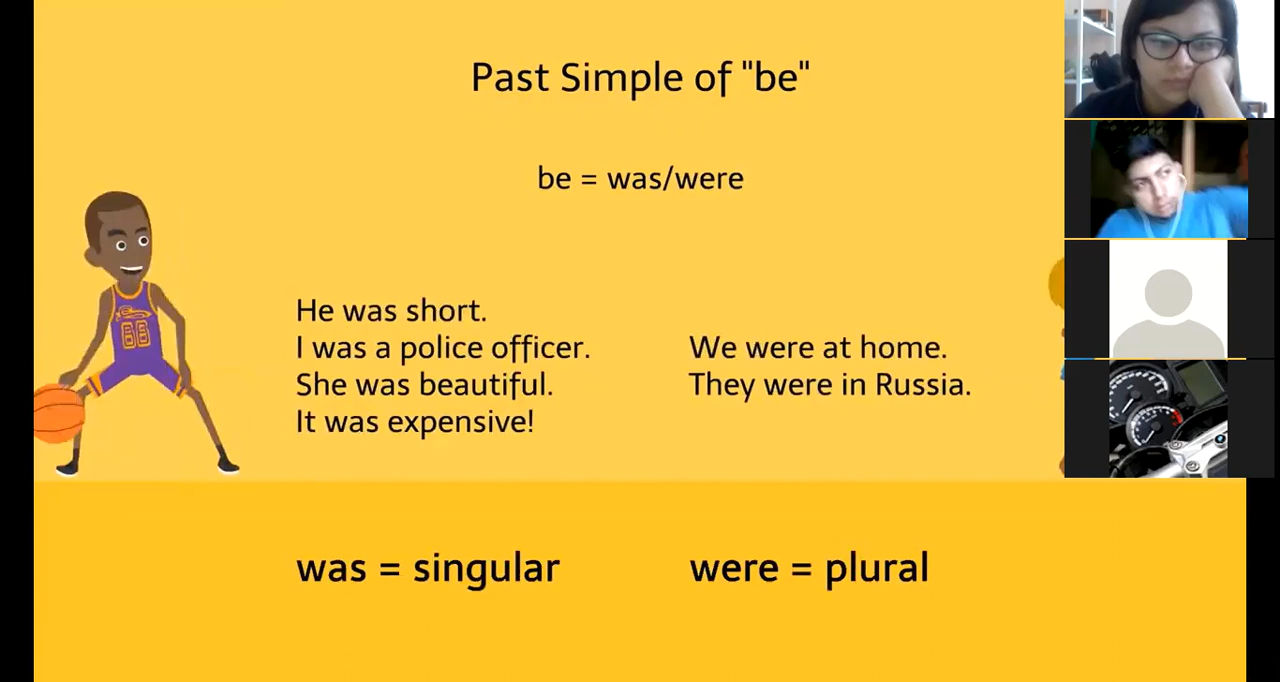 Past Simple of "be"
be = was/were
He was short.
I was a police officer.
She was beautiful.
It was expensive!
We were at home.
They were in Russia.
was = singular
were = plural